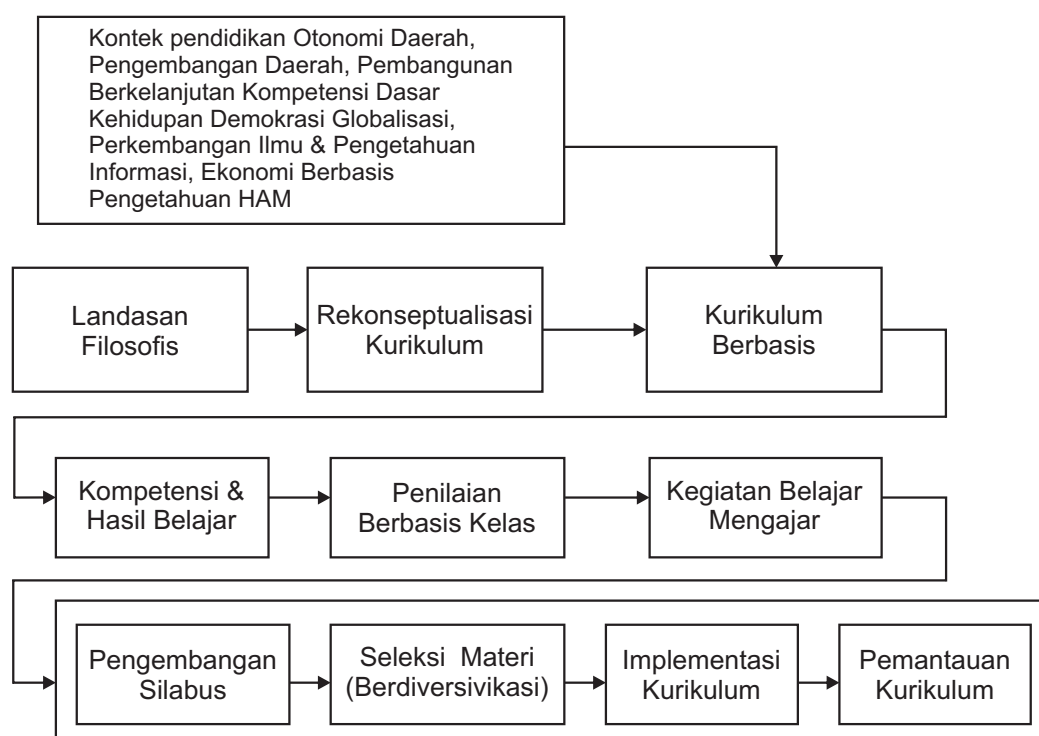 Kontek pendidikan Otonomi Daerah,
Pengembangan Daerah, Pembangunan
Berkelanjutan Kompetensi Dasar
Kehidupan Demokrasi Globalisasi,
Perkembangan Ilmu & Pengetahuan
Informasi, Ekonomi Berbasis
Pengetahuan HAM
Landasan
Filosofis
Rekonseptualisasi
Kurikulum
Kurikulum
Berbasis
Kompetensi &
Hasil Belajar
Penilaian
Berbasis Kelas
Kegiatan Belajar
Mengajar
Pengembangan
Silabus
Seleksi Materi
(Berdiversivikasi)
Implementasi
Kurikulum
Pemantauan
Kurikulum